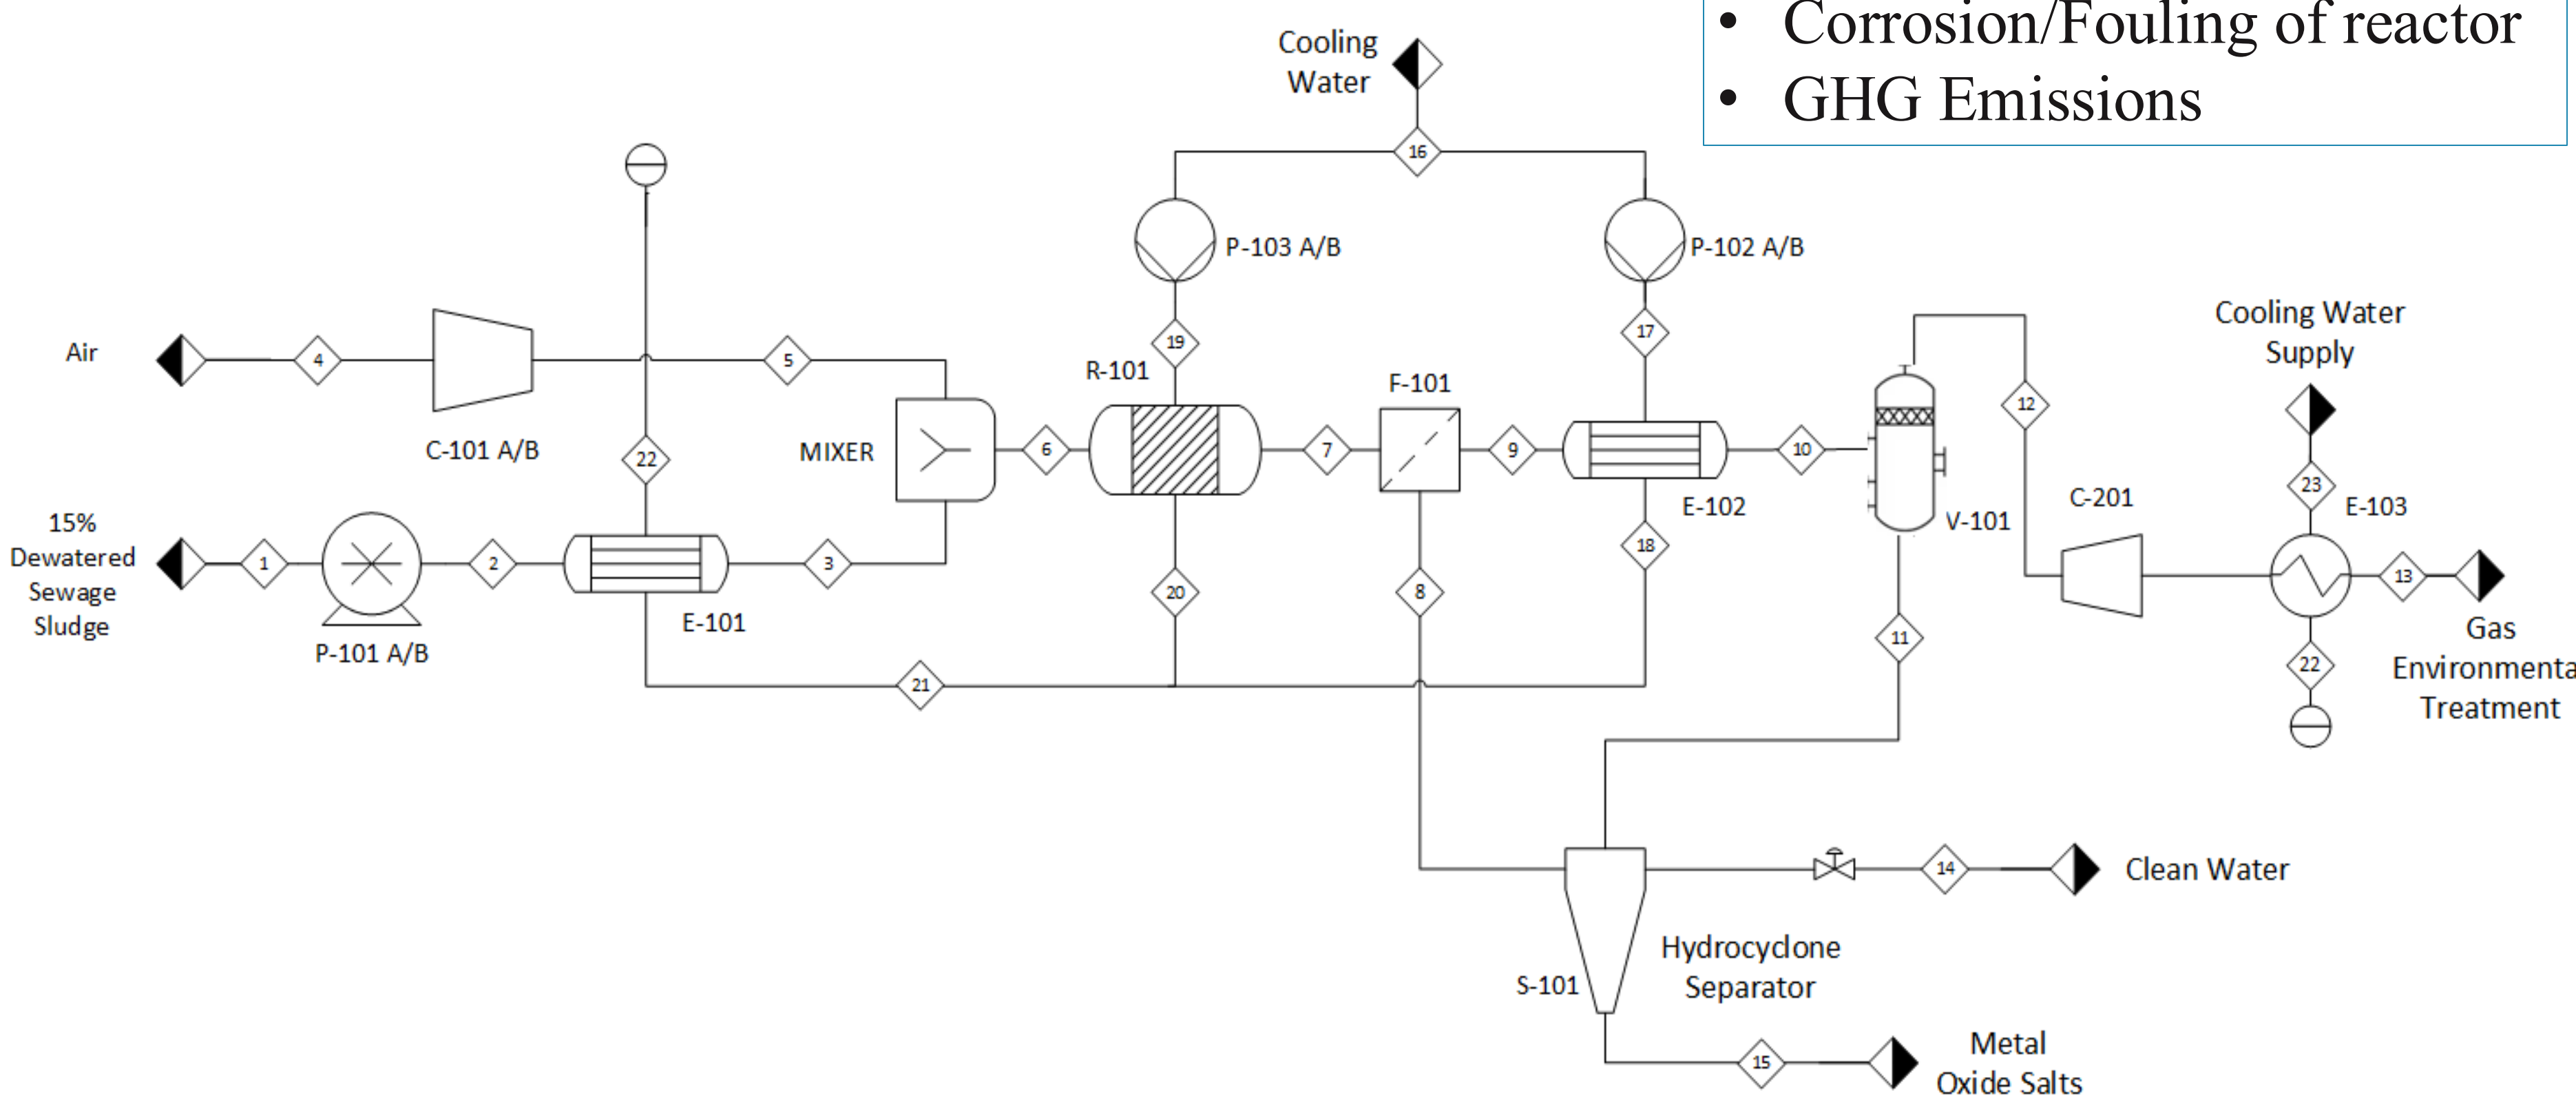 • Corrosion/Fouling of reactor
• GHG Emissions
Cooling
Water
16
P-103 A/B
P-102 A/B
19
17
Air
4
C-101 A/B
5
22
MIXER
6
R-101
7
F-101
9
E-102
10
V-101
12
C-201
Cooling Water
Supply
23
E-103
13
Gas
Environmenta
Treatment
22
15%
Dewatered
Sewage
Sludge
1
P-101 A/B
2
E-101
3
20
8
18
11
21
14
Clean Water
Hydrocyclone
Separator
S-101
15
Metal
Oxide Salts